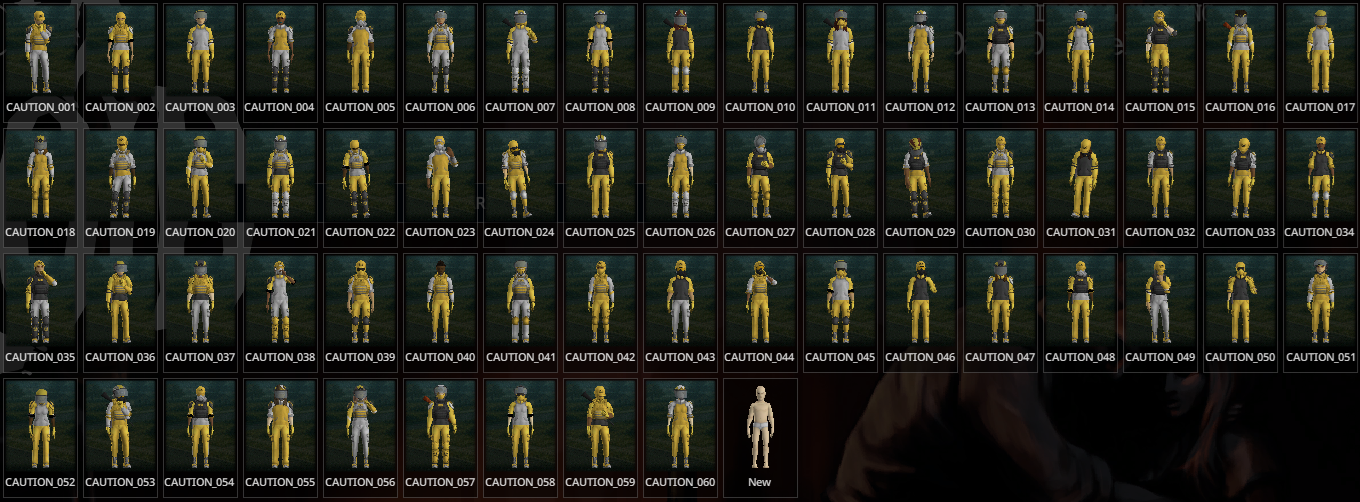 CAUTION_001 CAUTION_002 CAUTION_003 CAUTION_004 CAUTION_005 CAUTION_006 CAUTION_007 CAUTION_008 CAUTION_009 CAUTION_010 CAUTION_011 CAUTION_012 CAUTION_013 CAUTION_014 CAUTION_015 CAUTION_016 CAUTION_017
CAUTION_018 CAUTION_019 CAUTION_020 CAUTION_021 CAUTION_022 CAUTION_023 CAUTION_024 CAUTION_025 CAUTION_026 CAUTION_027 CAUTION_028 CAUTION_029 CAUTION_030 CAUTION_031 CAUTION_032 CAUTION_033 CAUTION_034
CAUTION_035 CAUTION_036 CAUTION_037 CAUTION_038 CAUTION_039 CAUTION_040 CAUTION_041 CAUTION_042 CAUTION_043 CAUTION_044 CAUTION_045 CAUTION_046 CAUTION_047 CAUTION_048 CAUTION_049 CAUTION_050 CAUTION_051
CAUTION_052 CAUTION_053 CAUTION_054 CAUTION_055 CAUTION_056 CAUTION_057 CAUTION_058 CAUTION_059 CAUTION_060 New